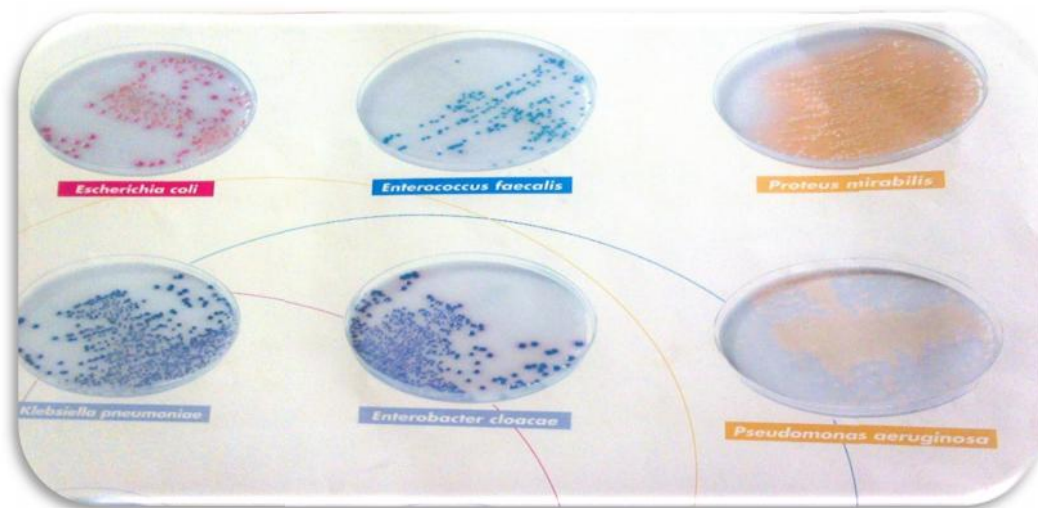 Escherichia coli
Enterococcus faecalis
Proteus mirabilis
Klebsiella pneumoniae
Enterobacter cloacae
Pseudomonas aeruginosa